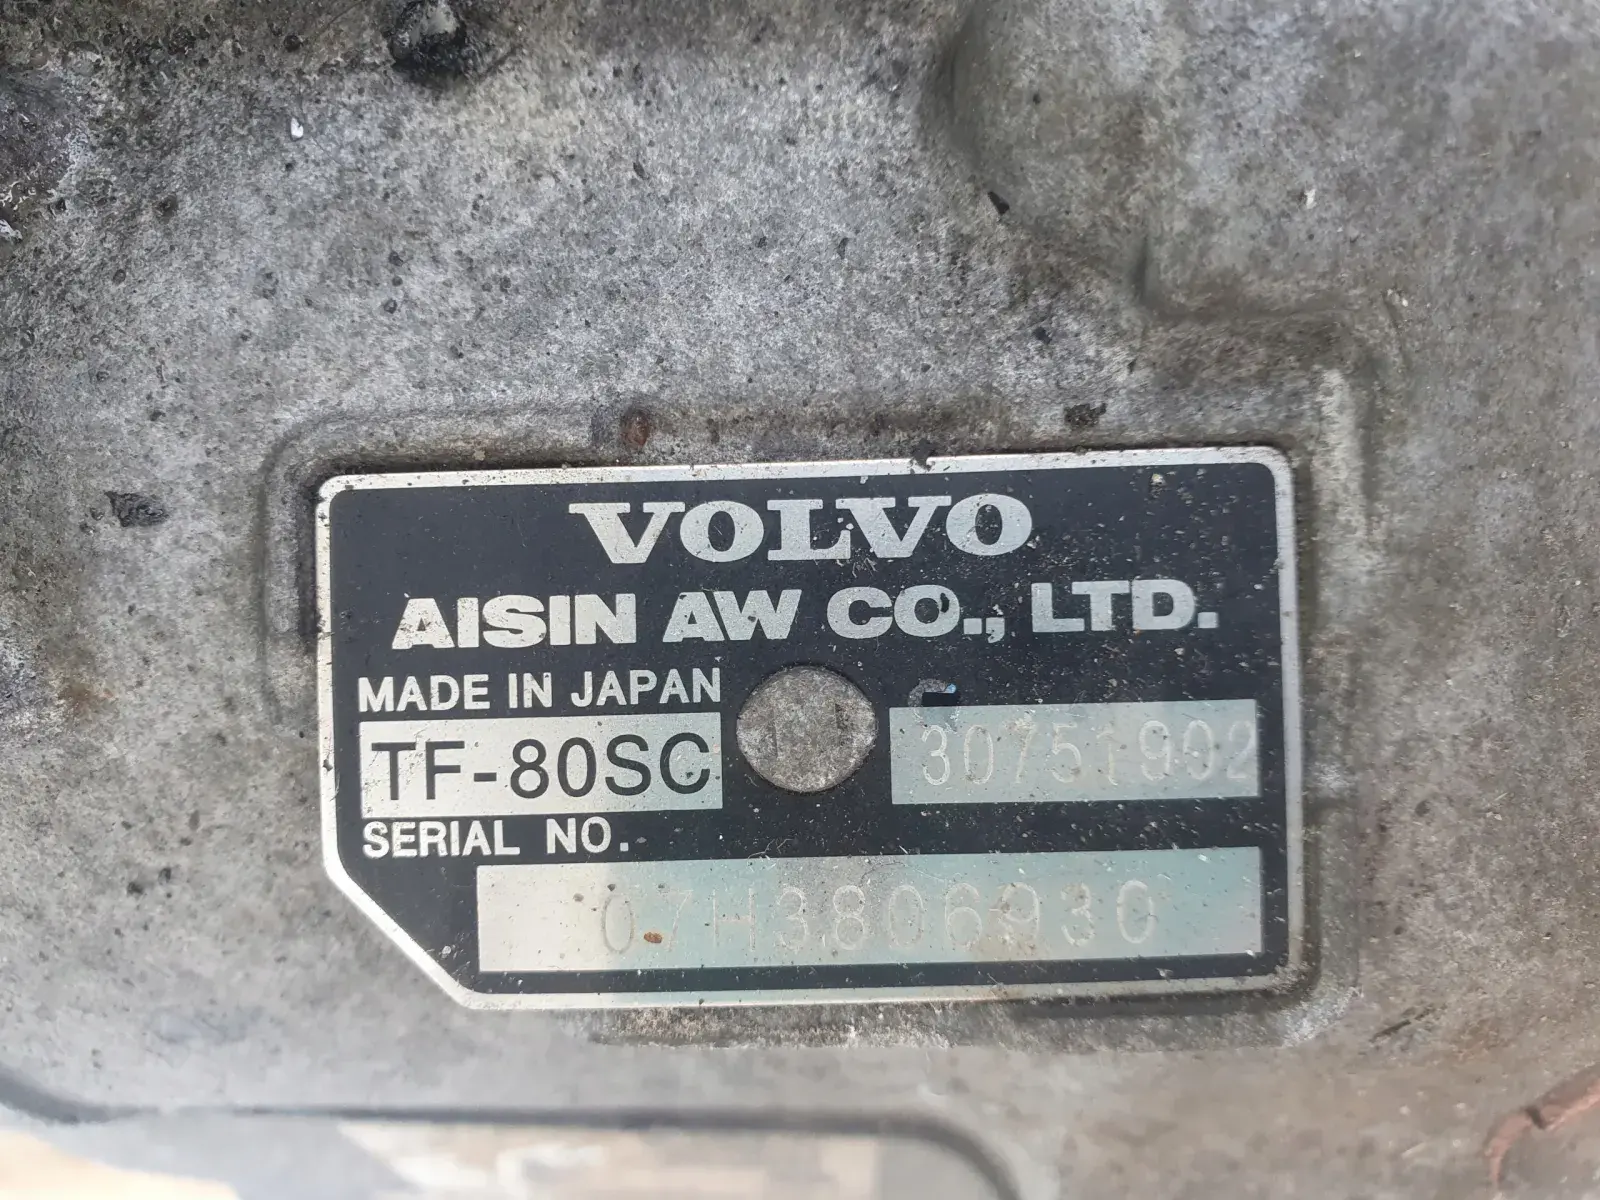 VOLVO
AISIN AW CO., LTD.
MADE IN JAPAN
TF-80SC 30751902
SERIAL NO.
07H3806930